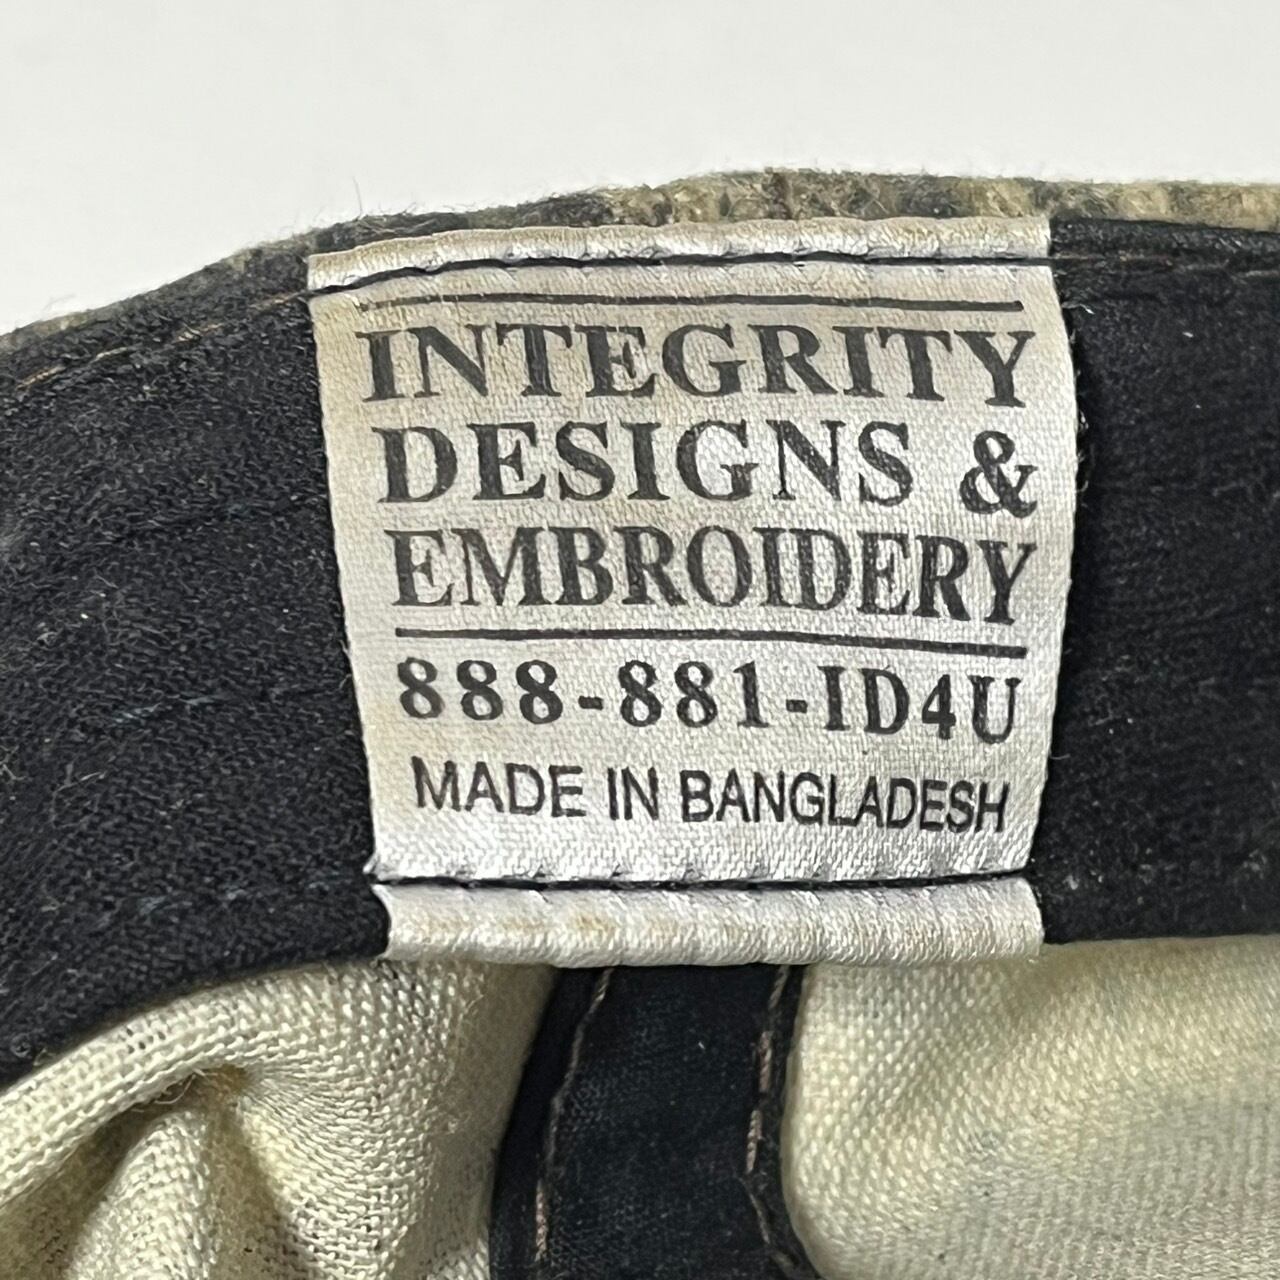 INTEGRITY
DESIGNS &
EMBROIDERY
888-881-ID4U
MADE IN BANGLADESH